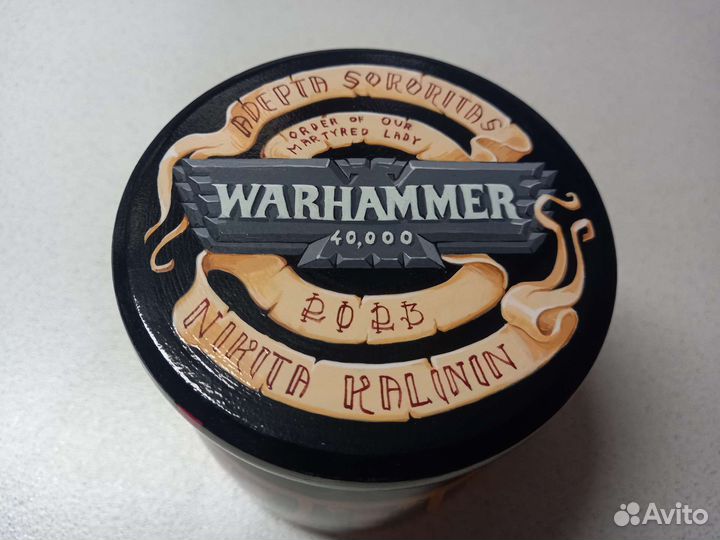 ADEPTA SORORITAS
ORDER OF OUR
MARTYRED LADY
WARHAMMER
40,000
2023
NIKITA KALININ
Avito